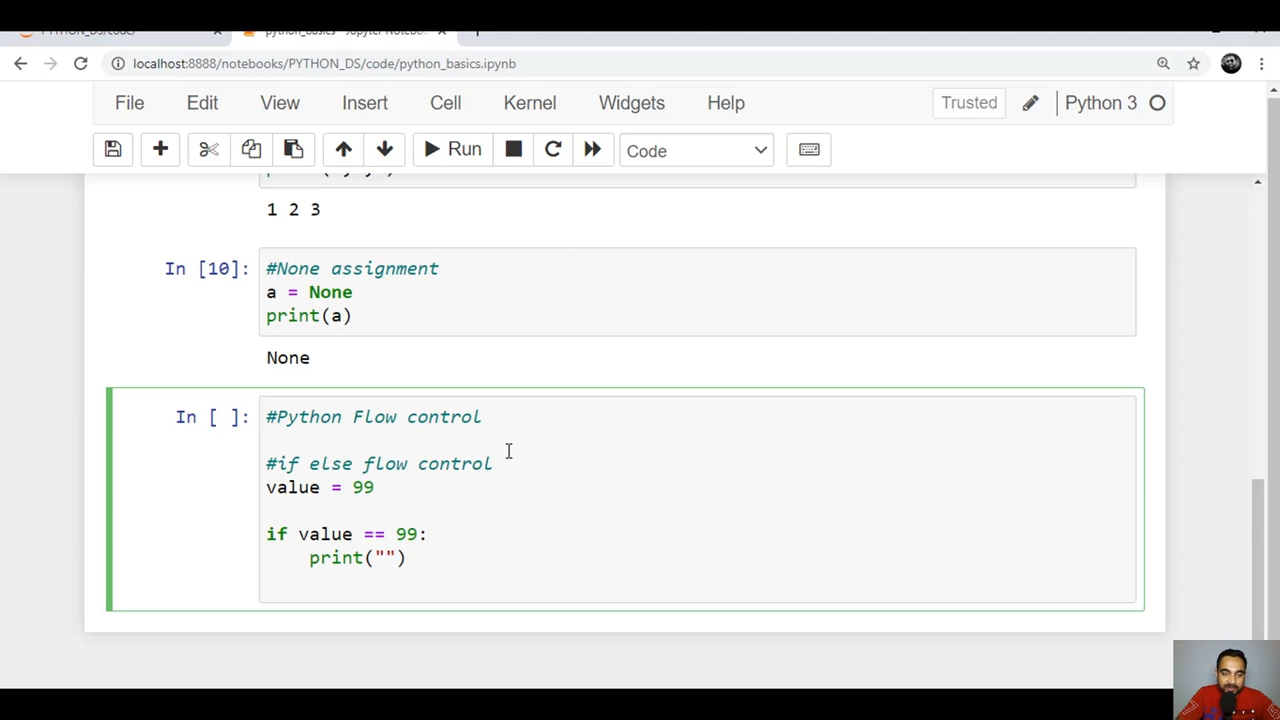 localhost:8888/notebooks/PYTHON_DS/code/python_basics.ipynb
File Edit View Insert Cell Kernel Widgets Help Trusted Python 3
Run Code
1 2 3
In [10]: #None assignment
a = None
print(a)
None
In [ ]: #Python Flow control
#if else flow control
value = 99
if value == 99:
print("")